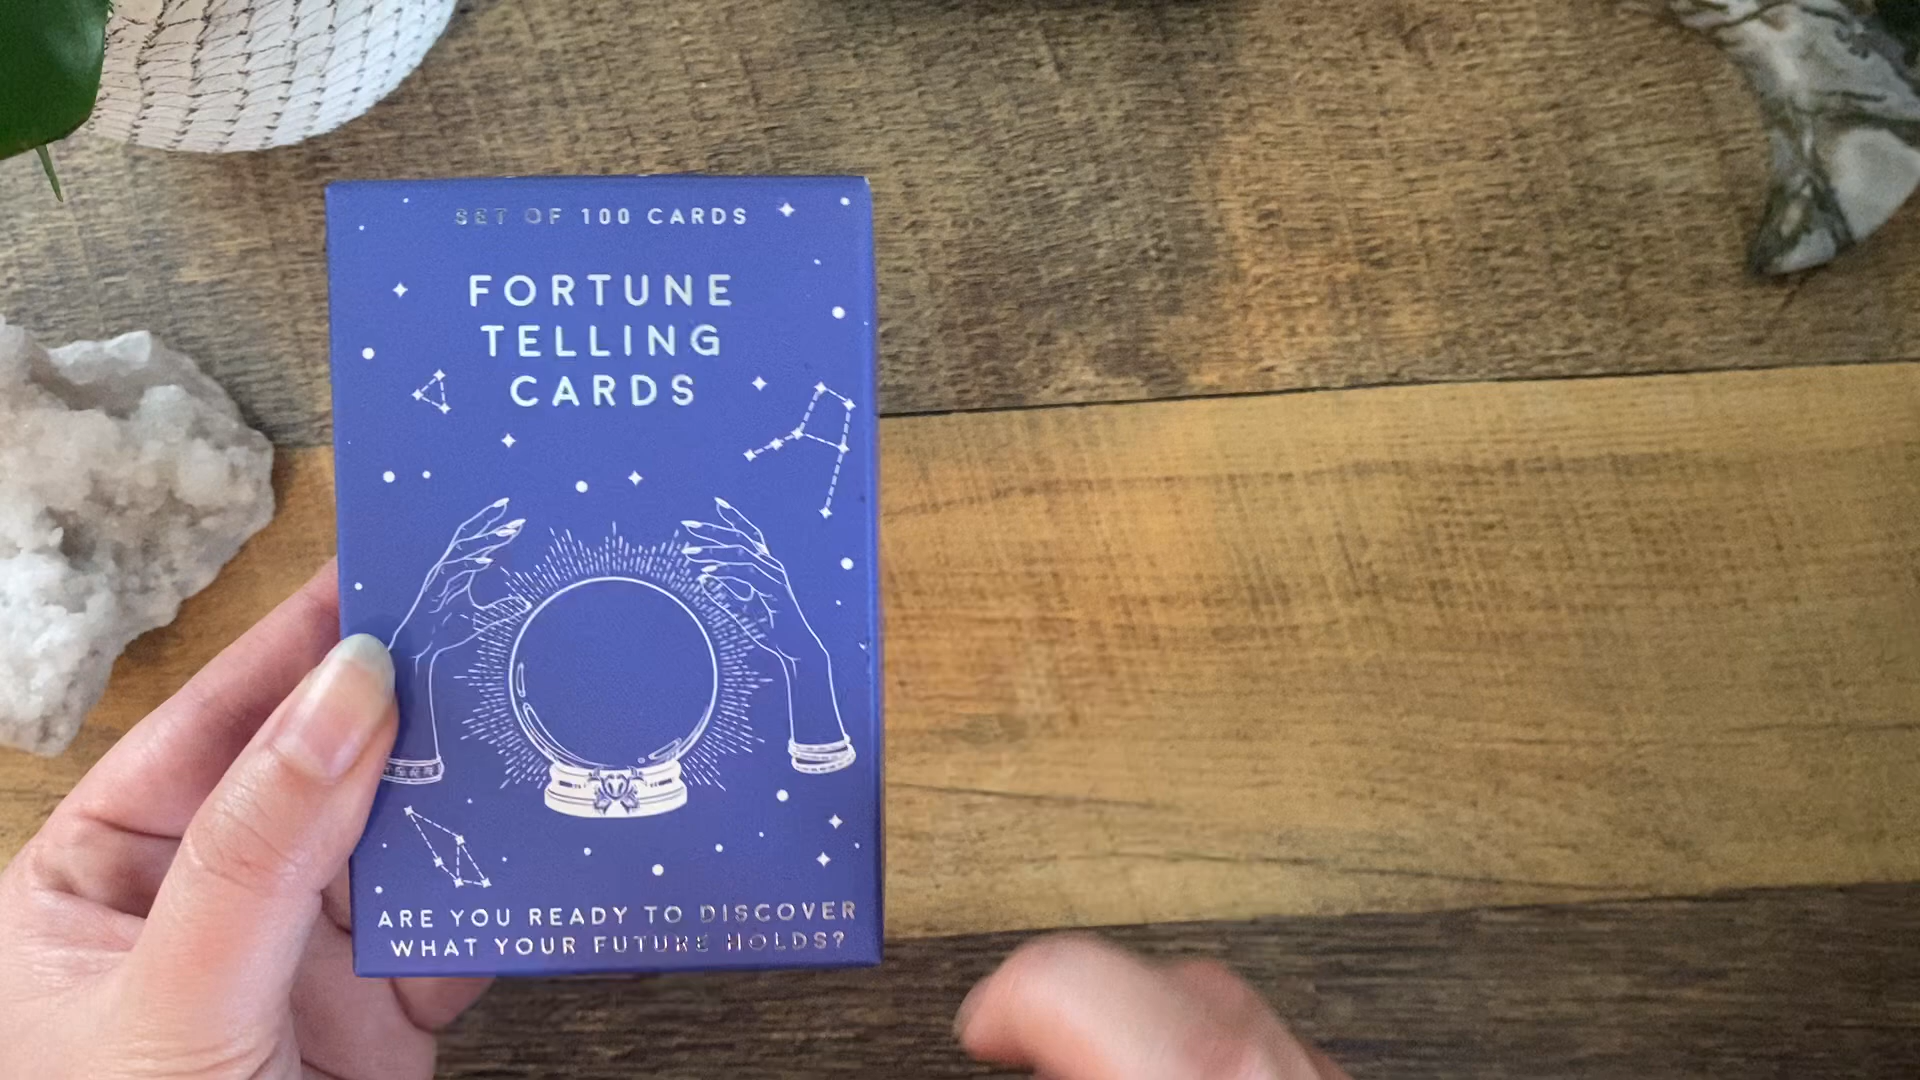 SET OF 100 CARDS
FORTUNE
TELLING
CARDS
ARE YOU READY TO DISCOVER
WHAT YOUR FUTURE HOLDS?